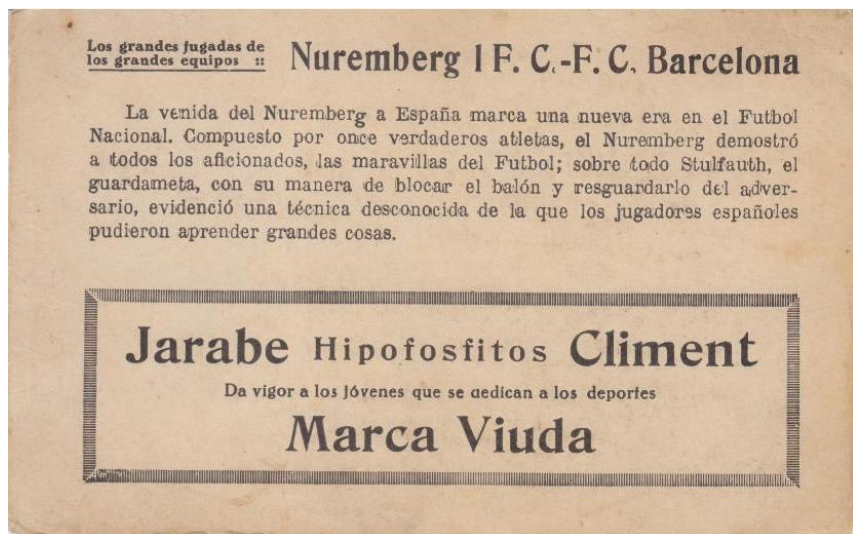 Los grandes jugadas de
los grandes equipos :: Nuremberg 1 F. C.-F. C. Barcelona
La venida del Nuremberg a España marca una nueva era en el Futbol
Nacional. Compuesto por once verdaderos atletas, el Nuremberg demostró
a todos los aficionados, las maravillas del Futbol; sobre todo Stulfauth, el
guardameta, con su manera de blocar el balón y resguardarlo del adver-
sario, evidenció una técnica desconocida de la que los jugadores españoles
pudieron aprender grandes cosas.
Jarabe Hipofosfitos Climent
Da vigor a los jóvenes que se dedican a los deportes
Marca Viuda